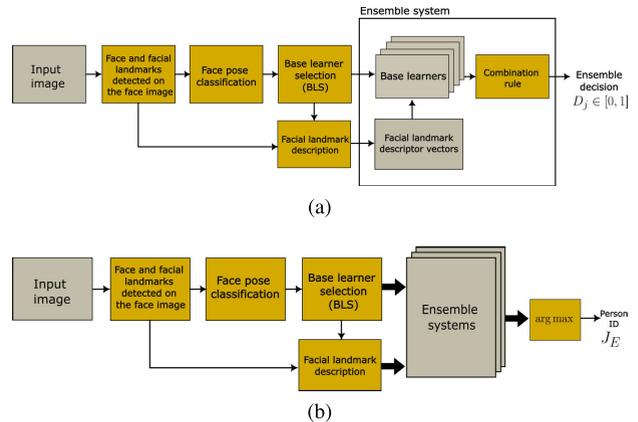 Ensemble system
Input
image
Face and facial
landmarks
detected on
the face image
Face pose
classification
Base learner
selection
(BLS)
Base learners
Combination
rule
Ensemble
decision
D_j ∈ [0, 1]
Facial landmark
description
Facial landmark
descriptor vectors
(a)
Input
image
Face and facial
landmarks
detected on
the face image
Face pose
classification
Base learner
selection
(BLS)
Ensemble
systems
arg max
Person
ID
J_E
Facial landmark
description
(b)